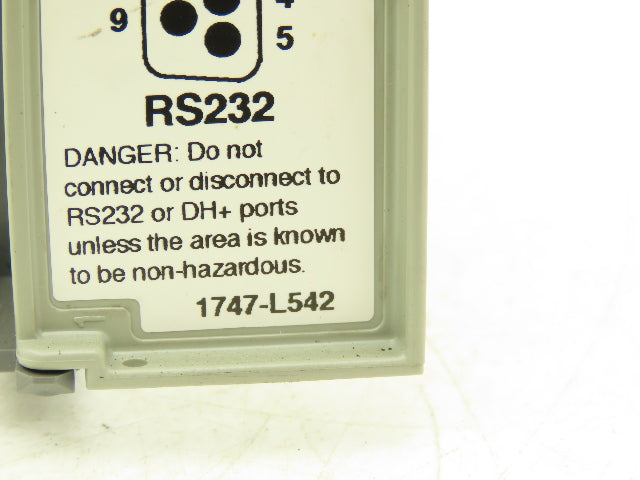 4
9
5
RS232
DANGER: Do not
connect or disconnect to
RS232 or DH+ ports
unless the area is known
to be non-hazardous.
1747-L542